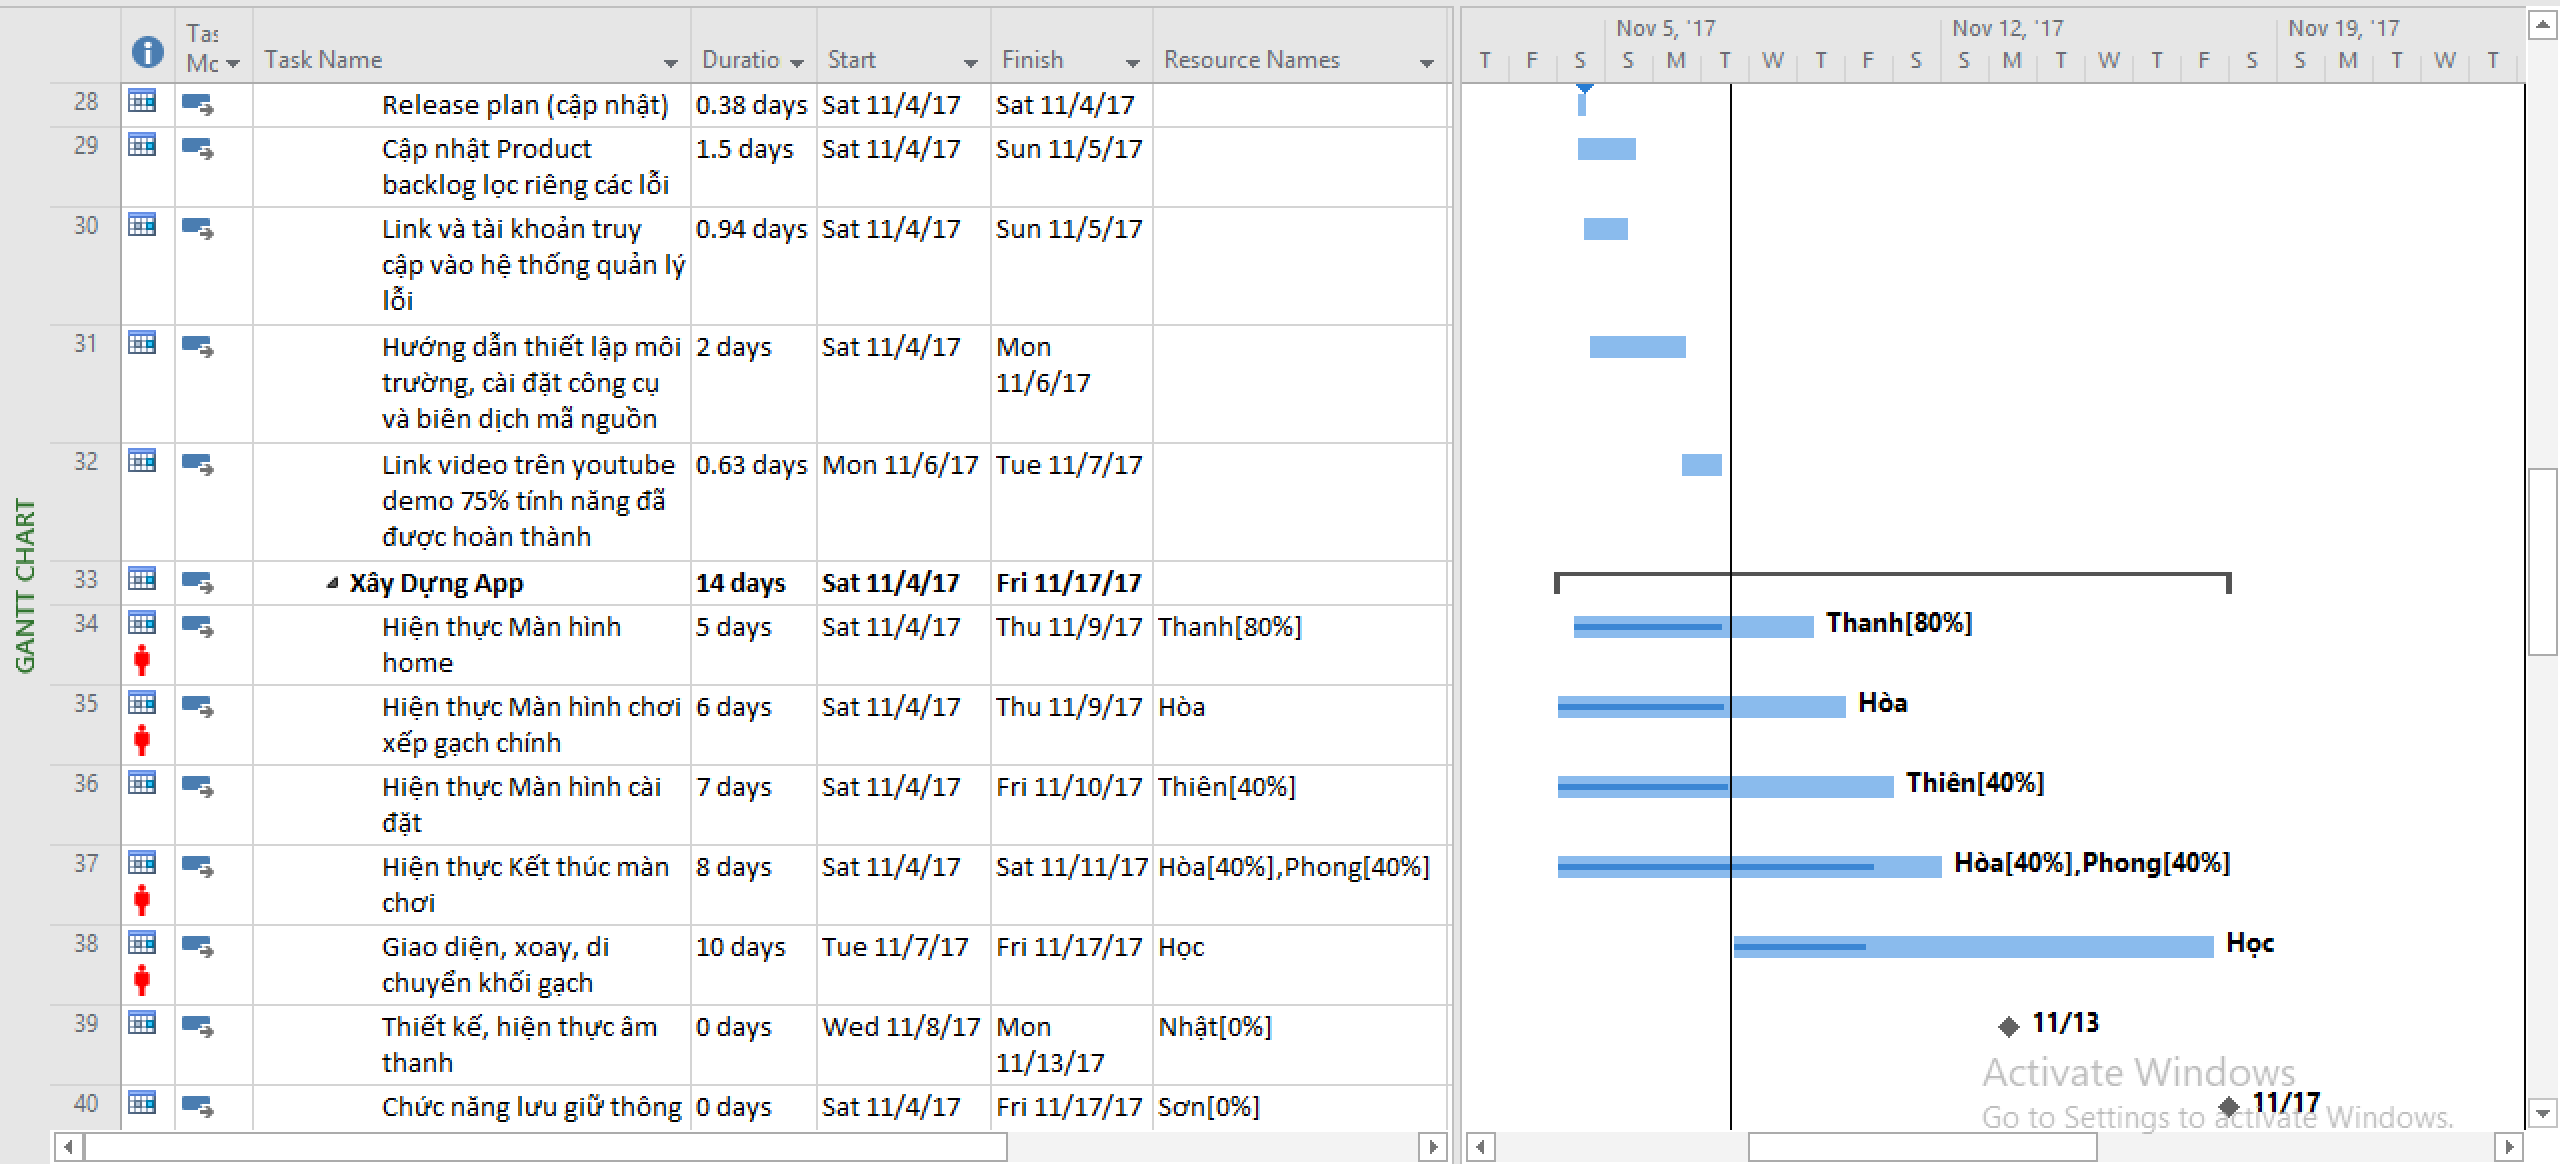 Nov 5, '17 Nov 12, '17 Nov 19, '17
Tas
Mc Task Name Duratio Start Finish Resource Names T F S S M T W T F S S M T W T F S S M T W T
GANTT CHART
28 Release plan (cập nhật) 0.38 days Sat 11/4/17 Sat 11/4/17
29 Cập nhật Product 1.5 days Sat 11/4/17 Sun 11/5/17
backlog lọc riêng các lỗi
30 Link và tài khoản truy 0.94 days Sat 11/4/17 Sun 11/5/17
cập vào hệ thống quản lý
lỗi
31 Hướng dẫn thiết lập môi 2 days Sat 11/4/17 Mon
trường, cài đặt công cụ 11/6/17
và biên dịch mã nguồn
32 Link video trên youtube 0.63 days Mon 11/6/17 Tue 11/7/17
demo 75% tính năng đã
được hoàn thành
33 Xây Dựng App 14 days Sat 11/4/17 Fri 11/17/17
34 Hiện thực Màn hình 5 days Sat 11/4/17 Thu 11/9/17 Thanh[80%] Thanh[80%]
home
35 Hiện thực Màn hình chơi 6 days Sat 11/4/17 Thu 11/9/17 Hòa Hòa
xếp gạch chính
36 Hiện thực Màn hình cài 7 days Sat 11/4/17 Fri 11/10/17 Thiên[40%] Thiên[40%]
đặt
37 Hiện thực Kết thúc màn 8 days Sat 11/4/17 Sat 11/11/17 Hòa[40%],Phong[40%] Hòa[40%],Phong[40%]
chơi
38 Giao diện, xoay, di 10 days Tue 11/7/17 Fri 11/17/17 Học Học
chuyển khối gạch
39 Thiết kế, hiện thực âm 0 days Wed 11/8/17 Mon Nhật[0%] 11/13
thanh 11/13/17
Activate Windows
40 Chức năng lưu giữ thông 0 days Sat 11/4/17 Fri 11/17/17 Sơn[0%] 11/17
Go to Settings to activate Windows.